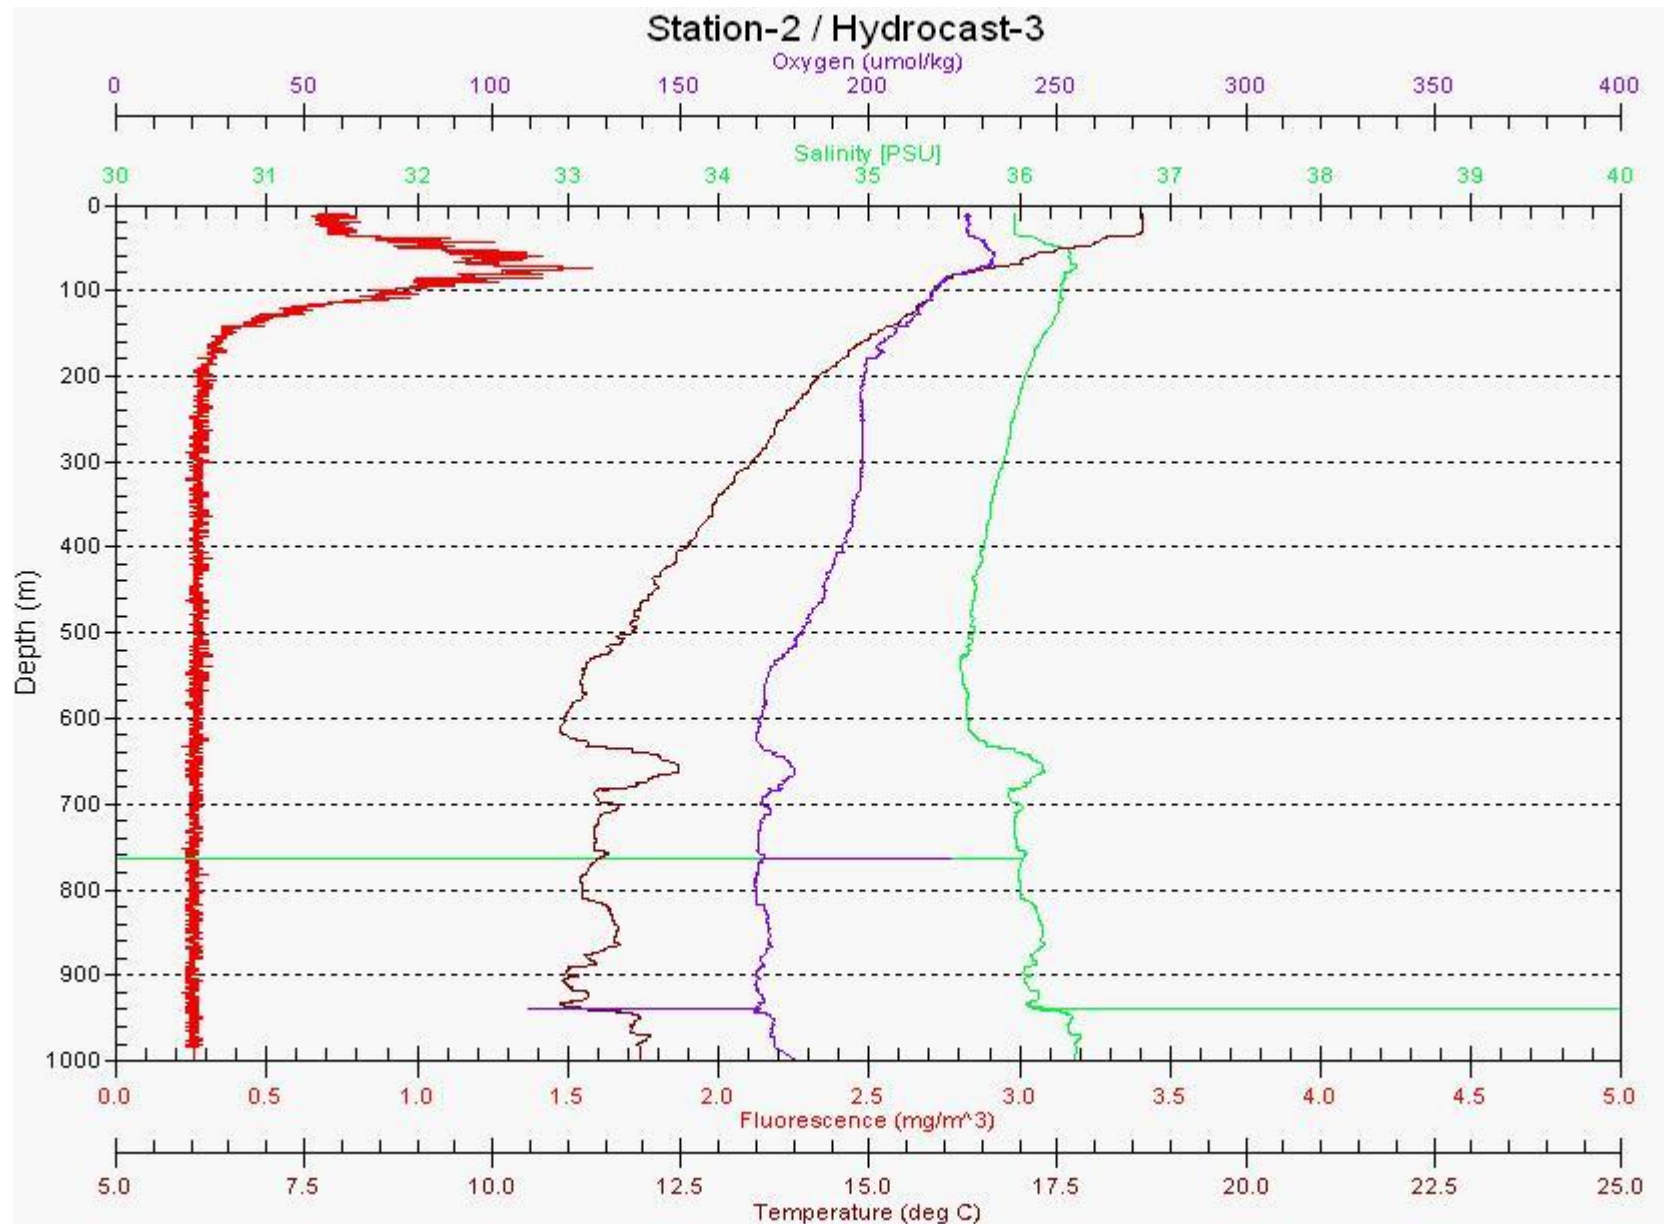 Station-2 / Hydrocast-3
Oxygen (umol/kg)
0 50 100 150 200 250 300 350 400
Salinity [PSU]
30 31 32 33 34 35 36 37 38 39 40
Depth (m)
0
100
200
300
400
500
600
700
800
900
1000
0.0 0.5 1.0 1.5 2.0 2.5 3.0 3.5 4.0 4.5 5.0
Fluorescence (mg/m^3)
5.0 7.5 10.0 12.5 15.0 17.5 20.0 22.5 25.0
Temperature (deg C)